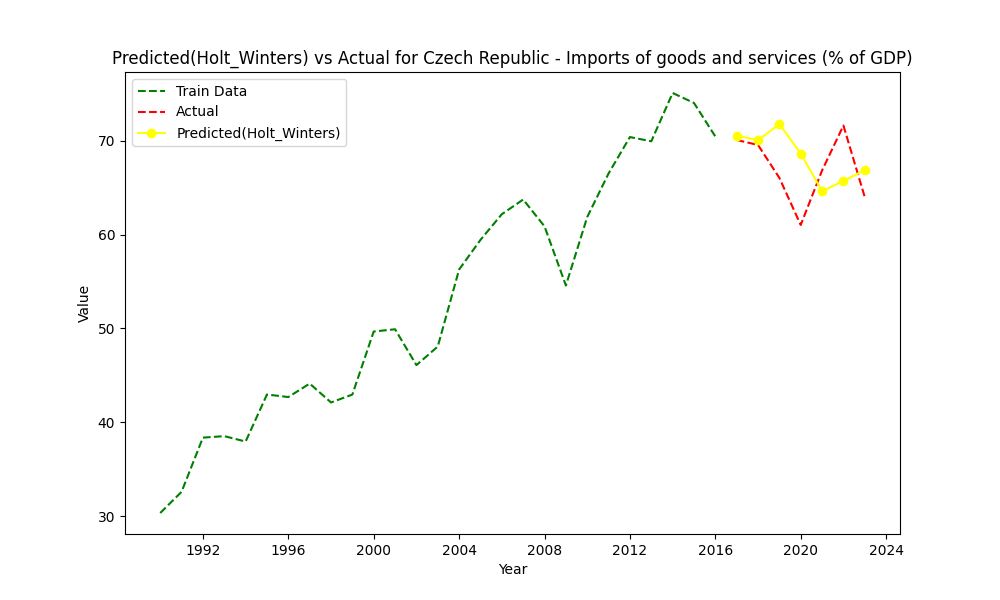 Predicted(Holt_Winters) vs Actual for Czech Republic - Imports of goods and services (% of GDP)
Train Data
Actual
Predicted(Holt_Winters)
70
60
50
40
30
Value
1992 1996 2000 2004 2008 2012 2016 2020 2024
Year